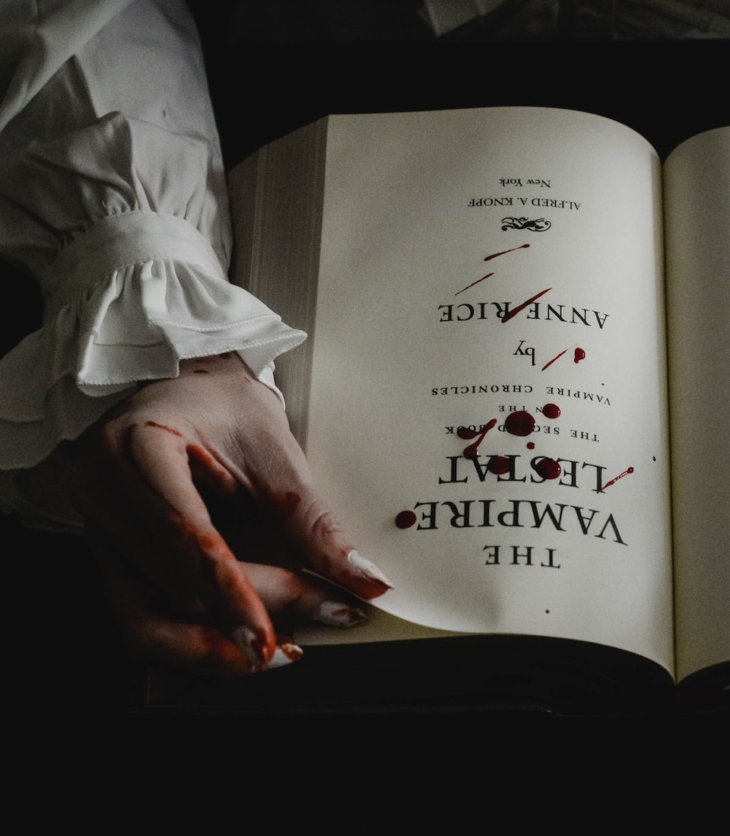 THE
VAMPIRE
LESTAT
THE SECOND BOOK
IN THE
VAMPIRE CHRONICLES
by
ANNE RICE
ALFRED A. KNOPF
New York